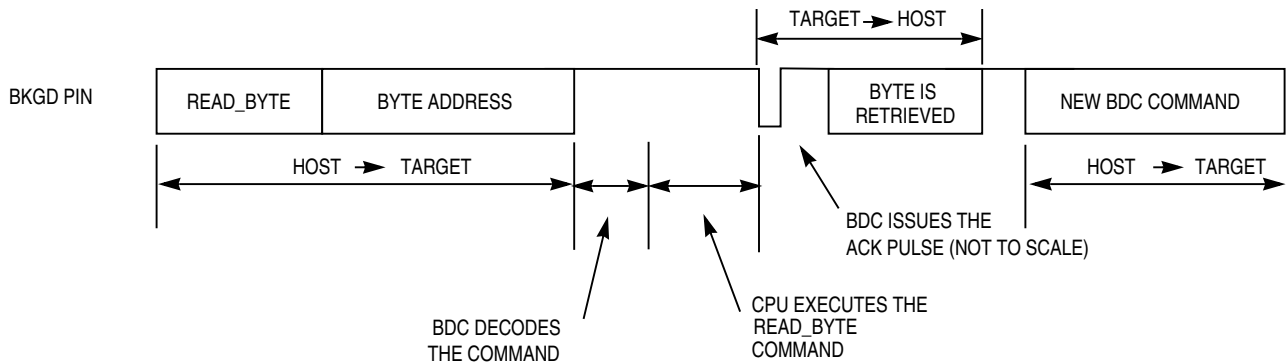 TARGET → HOST
BKGD PIN
READ_BYTE
BYTE ADDRESS
BYTE IS
RETRIEVED
NEW BDC COMMAND
HOST → TARGET
HOST → TARGET
BDC ISSUES THE
ACK PULSE (NOT TO SCALE)
BDC DECODES
THE COMMAND
CPU EXECUTES THE
READ_BYTE
COMMAND